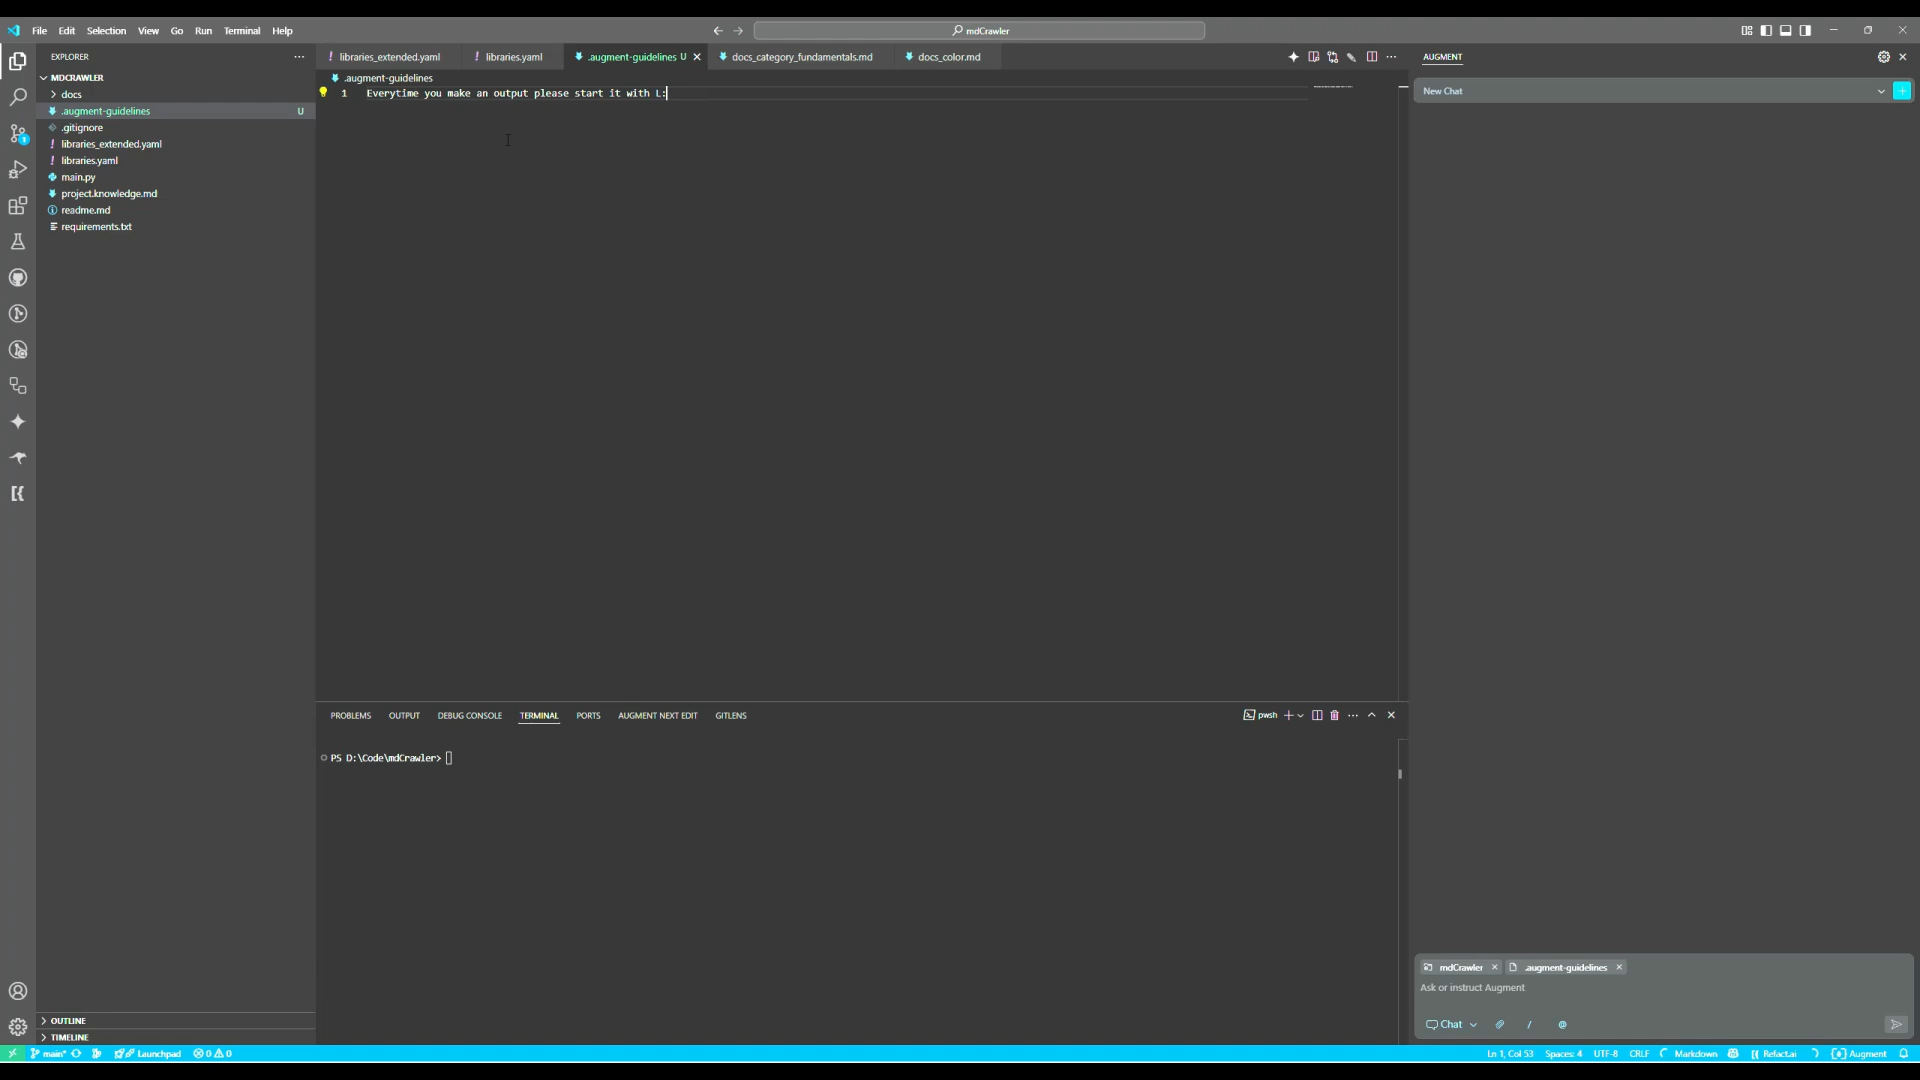 File Edit Selection View Go Run Terminal Help
mdCrawler
EXPLORER
libraries_extended.yaml
libraries.yaml
.augment-guidelines U
docs_category_fundamentals.md
docs_color.md
AUGMENT
MDCRAWLER
docs
.augment-guidelines U
.gitignore
libraries_extended.yaml
libraries.yaml
main.py
project.knowledge.md
readme.md
requirements.txt
.augment-guidelines
1 Everytime you make an output please start it with L:
New Chat
PROBLEMS OUTPUT DEBUG CONSOLE TERMINAL PORTS AUGMENT NEXT EDIT GITLENS
pwsh
PS D:\Code\mdCrawler>
mdCrawler
.augment-guidelines
Ask or instruct Augment
Chat
OUTLINE
TIMELINE
main* Launchpad 0 0
Ln 1, Col 53 Spaces: 4 UTF-8 CRLF Markdown Refact.ai Augment